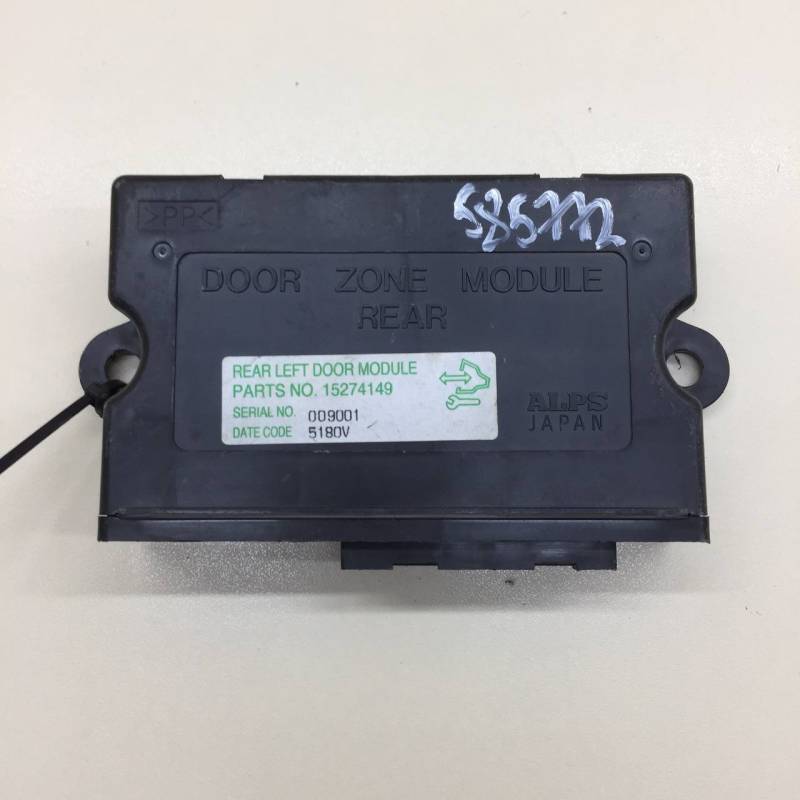 >PP<
585772
DOOR ZONE MODULE
REAR
REAR LEFT DOOR MODULE
PARTS NO. 15274149
SERIAL NO. 009001
DATE CODE 5180V
ALPS
JAPAN